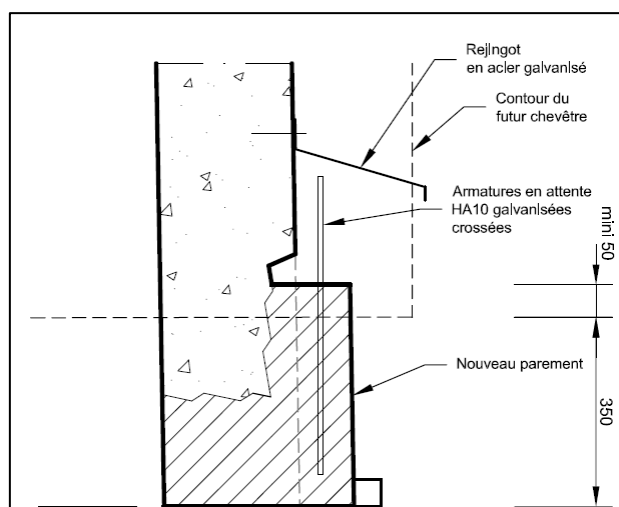 Rejingot
en acier galvanisé
Contour du
futur chevêtre
Armatures en attente
HA10 galvanisées
crossées
mini 50
Nouveau parement
350